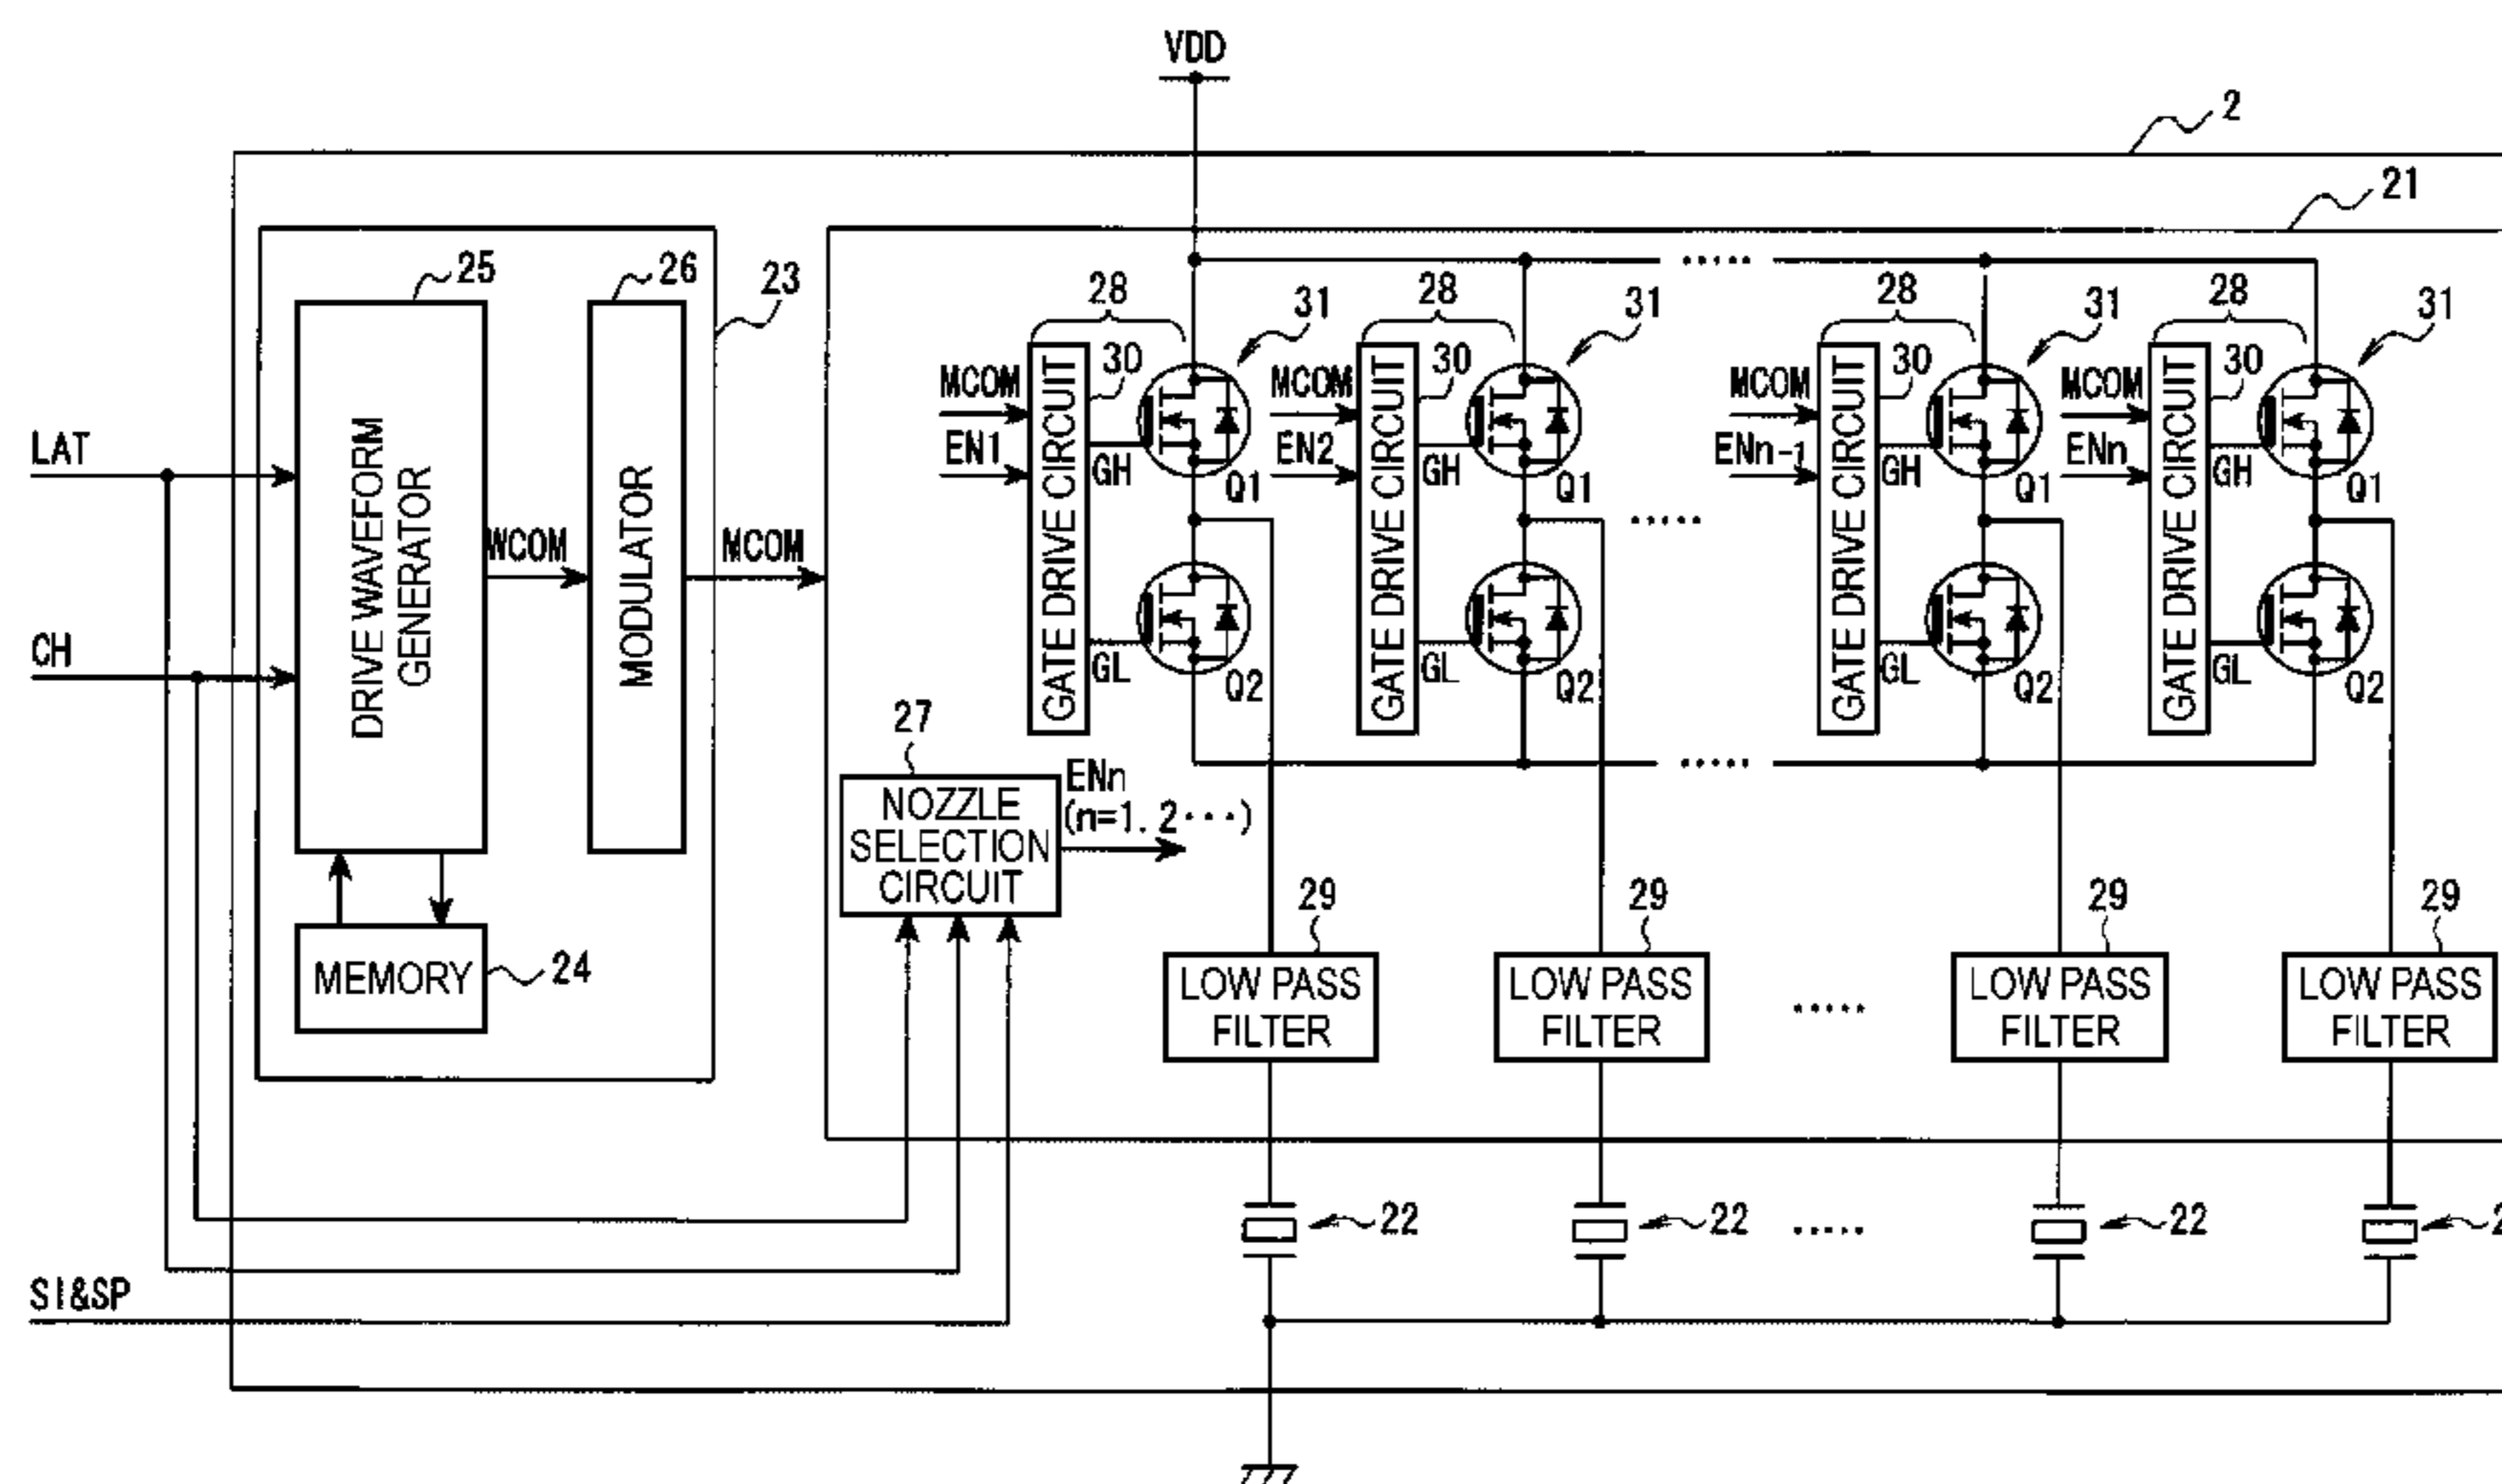 VDD
2
21
25
26
23
28
31
28
31
28
31
28
31
30
30
30
30
MCOM
MCOM
MCOM
MCOM
EN1
EN2
ENn-1
ENn
LAT
CH
DRIVE WAVEFORM
GENERATOR
WCOM
MODULATOR
MCOM
GATE DRIVE CIRCUIT
GATE DRIVE CIRCUIT
GATE DRIVE CIRCUIT
GATE DRIVE CIRCUIT
GH
GH
GH
GH
Q1
Q1
Q1
Q1
GL
GL
GL
GL
Q2
Q2
Q2
Q2
27
NOZZLE
SELECTION
CIRCUIT
ENn
(n=1.2···)
MEMORY
24
29
29
29
29
LOW PASS
FILTER
LOW PASS
FILTER
LOW PASS
FILTER
LOW PASS
FILTER
22
22
22
SI&SP